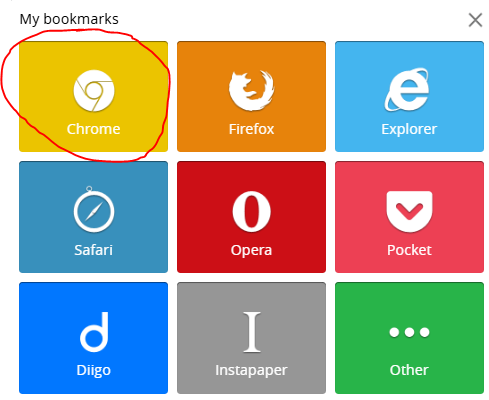 My bookmarks
Chrome Firefox Explorer
Safari Opera Pocket
Diigo Instapaper Other